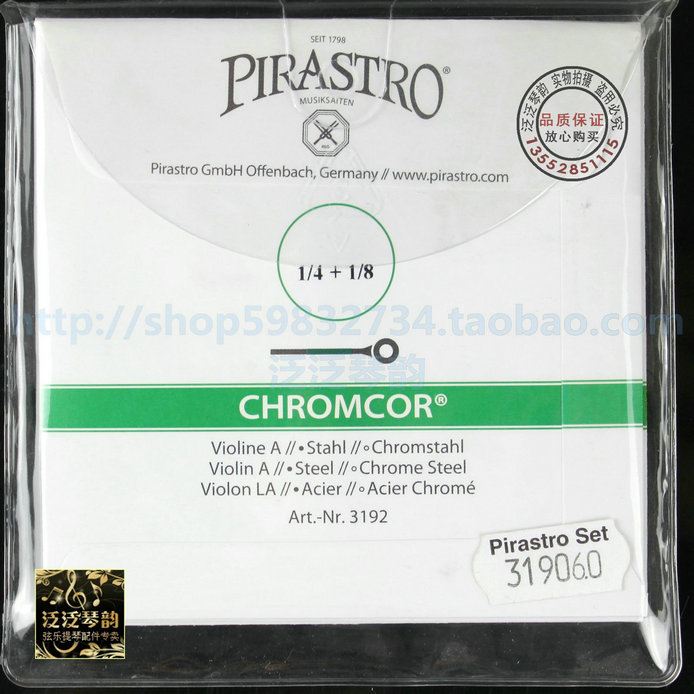 SEIT 1798
PIRASTRO®
MUSIKSAITEN
Pirastro GmbH Offenbach, Germany // www.pirastro.com
泛泛琴韵 实物拍摄 盗用必究
品质保证
放心购买
13552851115
1/4 + 1/8
http://shop59832734.taobao.com
泛泛琴韵
CHROMCOR®
Violine A //•Stahl //∘Chromstahl
Violin A //•Steel //∘Chrome Steel
Violon LA //•Acier //∘Acier Chromé
Art.-Nr. 3192
Pirastro Set
319060
泛泛琴韵
弦乐提琴配件专卖